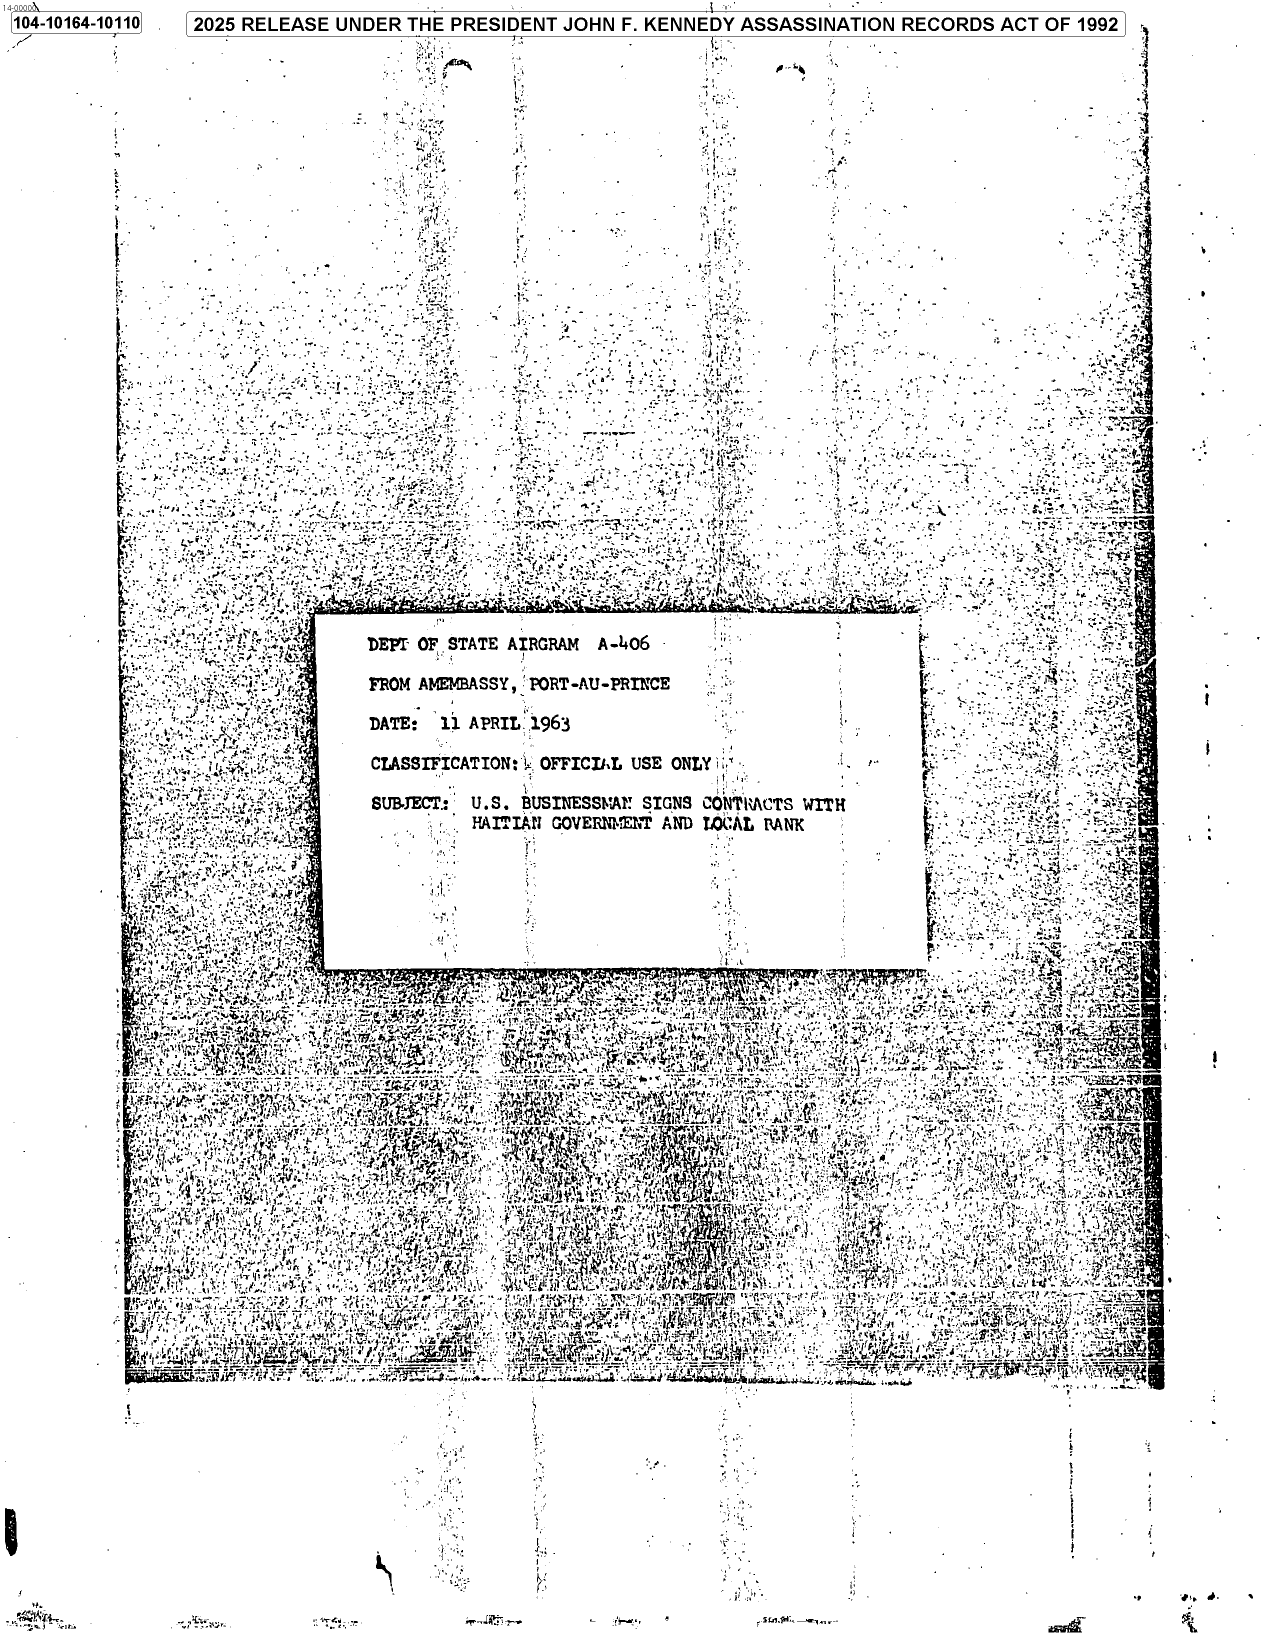 14-00000
104-10164-10110
2025 RELEASE UNDER THE PRESIDENT JOHN F. KENNEDY ASSASSINATION RECORDS ACT OF 1992
DEPT OF STATE AIRGRAM A-406
FROM AMEMBASSY, PORT-AU-PRINCE
DATE: 11 APRIL 1963
CLASSIFICATION: OFFICIAL USE ONLY
SUBJECT: U.S. BUSINESSMAN SIGNS CONTRACTS WITH
HAITIAN GOVERNMENT AND LOCAL BANK